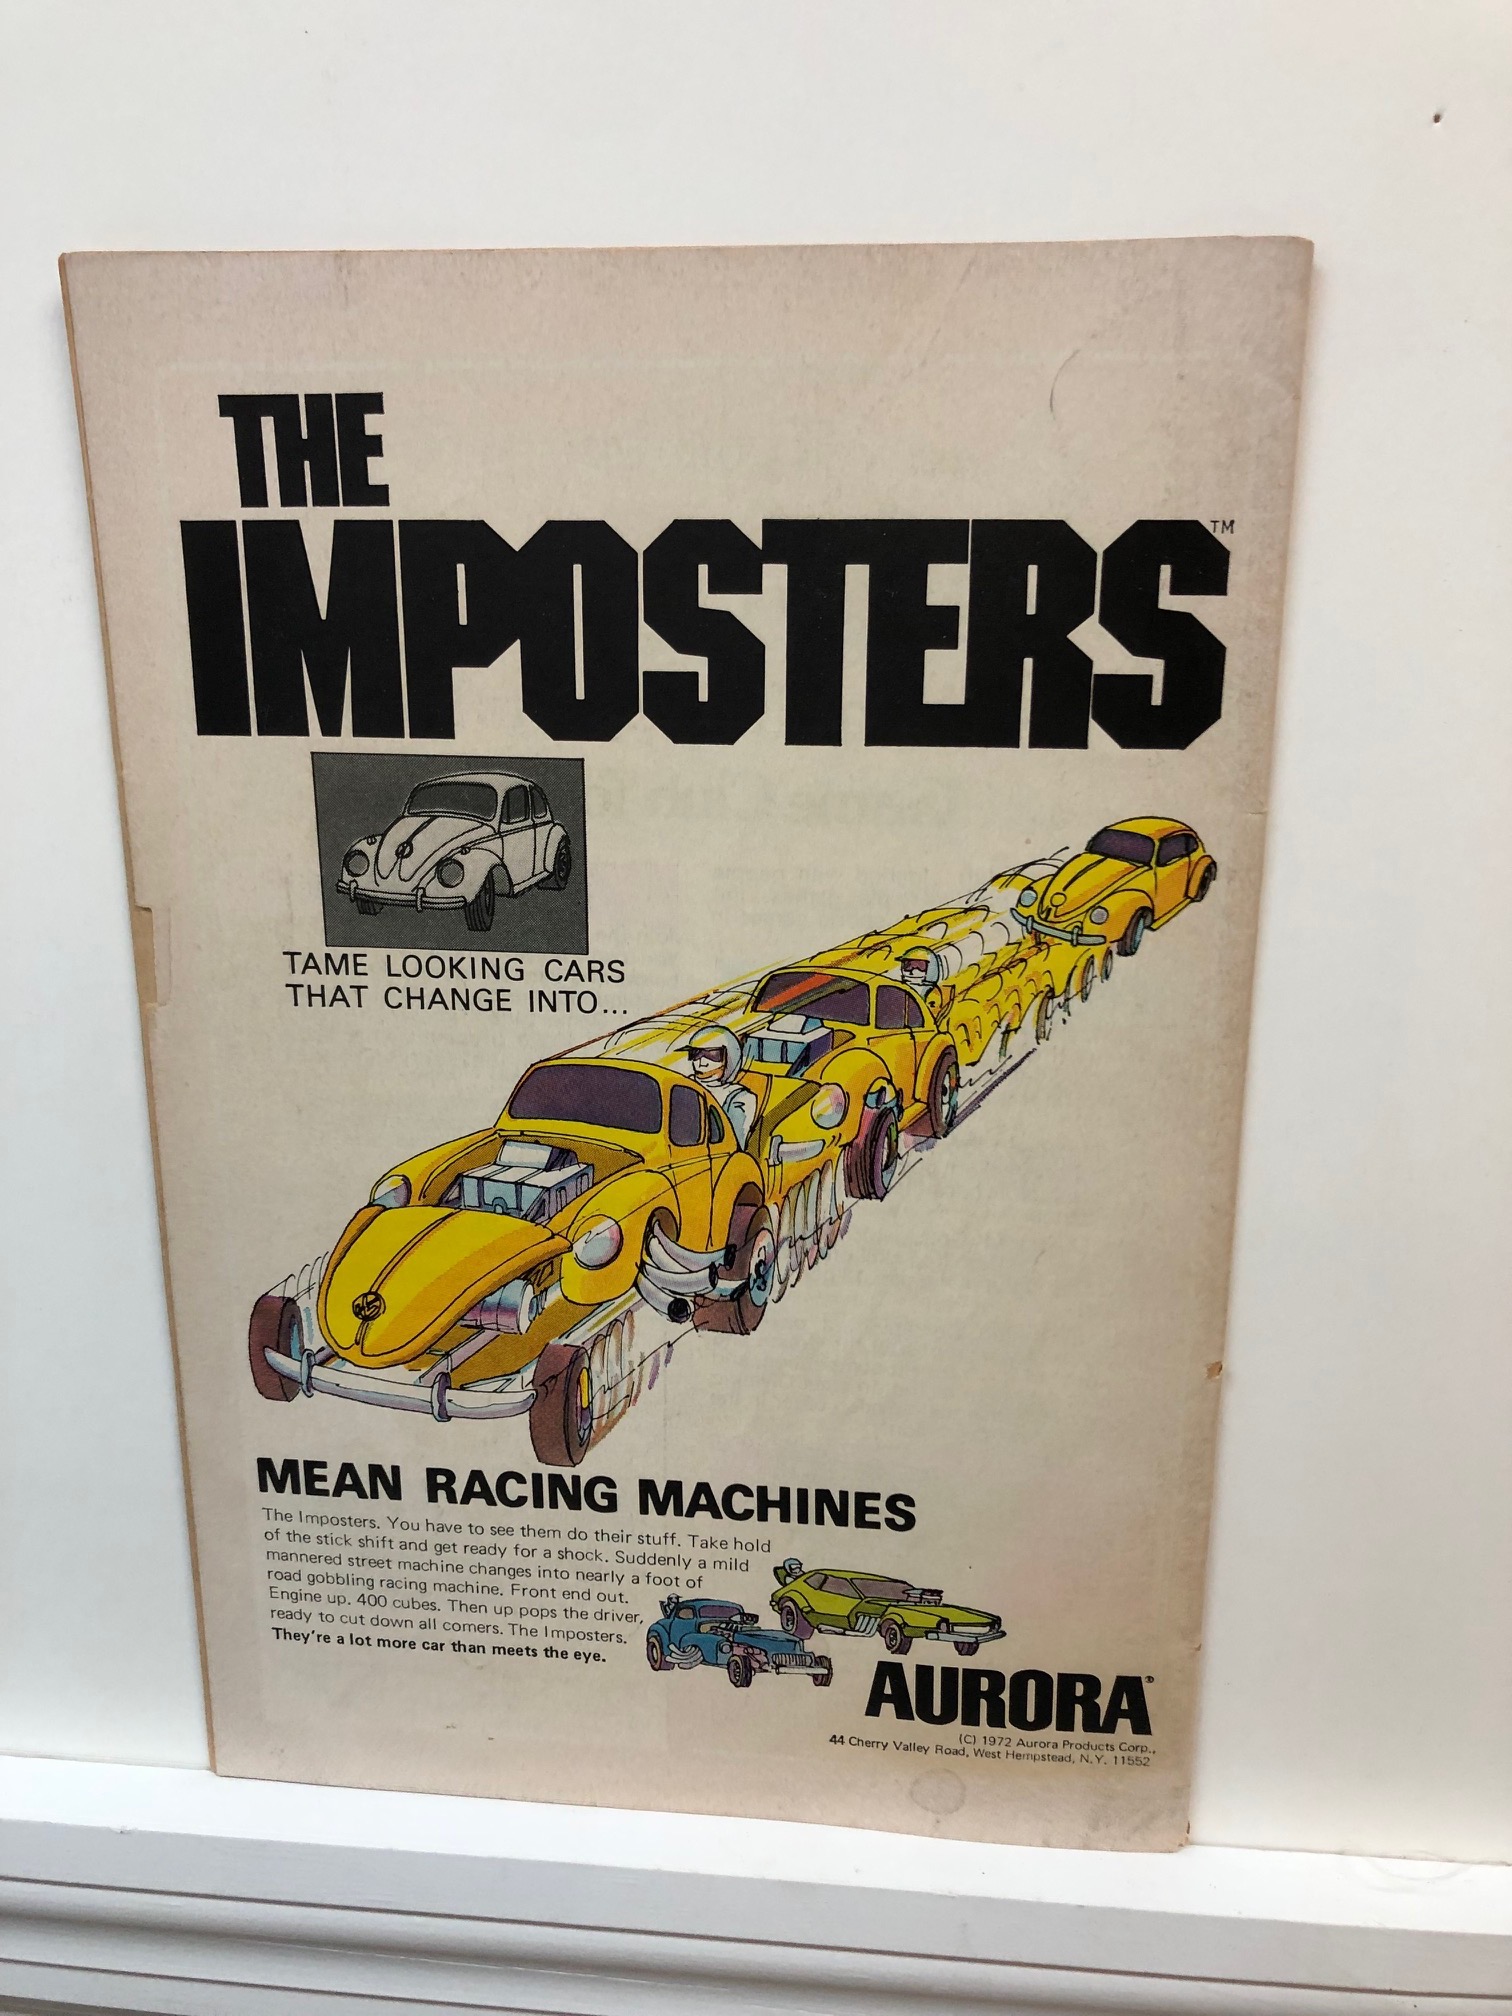 THE
IMPOSTERS™
TAME LOOKING CARS
THAT CHANGE INTO...
MEAN RACING MACHINES
The Imposters. You have to see them do their stuff. Take hold
of the stick shift and get ready for a shock. Suddenly a mild
mannered street machine changes into nearly a foot of
road gobbling racing machine. Front end out.
Engine up. 400 cubes. Then up pops the driver,
ready to cut down all comers. The Imposters.
They're a lot more car than meets the eye.
AURORA®
(C) 1972 Aurora Products Corp.,
44 Cherry Valley Road, West Hempstead, N.Y. 11552